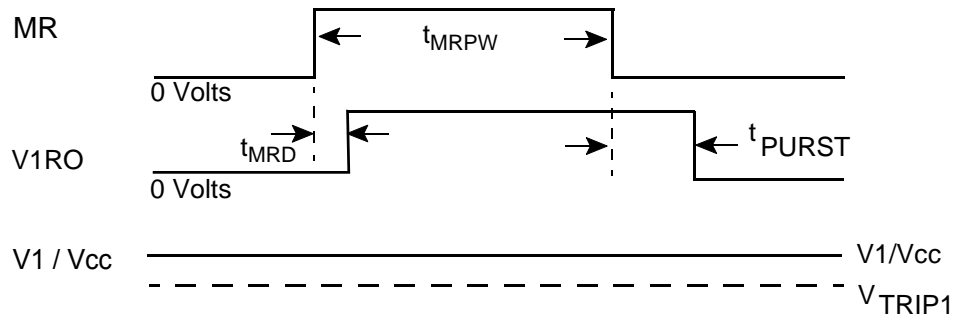 MR
tMRPW
0 Volts
tMRD
tPURST
V1RO
0 Volts
V1 / Vcc
V1/Vcc
VTRIP1